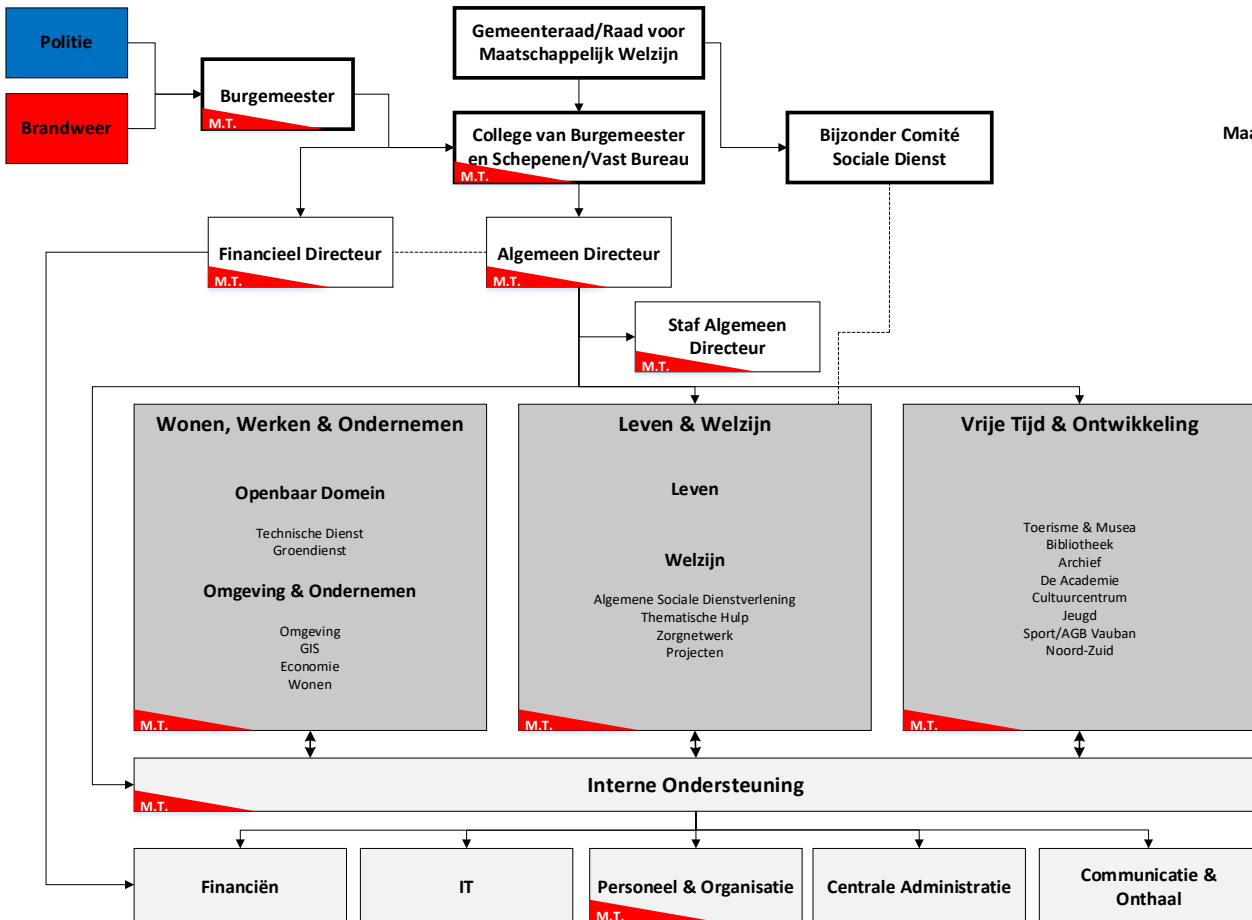 Politie
Brandweer
Burgemeester
M.T.
Gemeenteraad/Raad voor
Maatschappelijk Welzijn
College van Burgemeester
en Schepenen/Vast Bureau
M.T.
Bijzonder Comité
Sociale Dienst
Maa
Financieel Directeur
M.T.
Algemeen Directeur
M.T.
Staf Algemeen
Directeur
M.T.
Wonen, Werken & Ondernemen
Openbaar Domein
Technische Dienst
Groendienst
Omgeving & Ondernemen
Omgeving
GIS
Economie
Wonen
M.T.
Leven & Welzijn
Leven
Welzijn
Algemene Sociale Dienstverlening
Thematische Hulp
Zorgnetwerk
Projecten
M.T.
Vrije Tijd & Ontwikkeling
Toerisme & Musea
Bibliotheek
Archief
De Academie
Cultuurcentrum
Jeugd
Sport/AGB Vauban
Noord-Zuid
M.T.
Interne Ondersteuning
M.T.
Financiën
IT
Personeel & Organisatie
M.T.
Centrale Administratie
Communicatie &
Onthaal